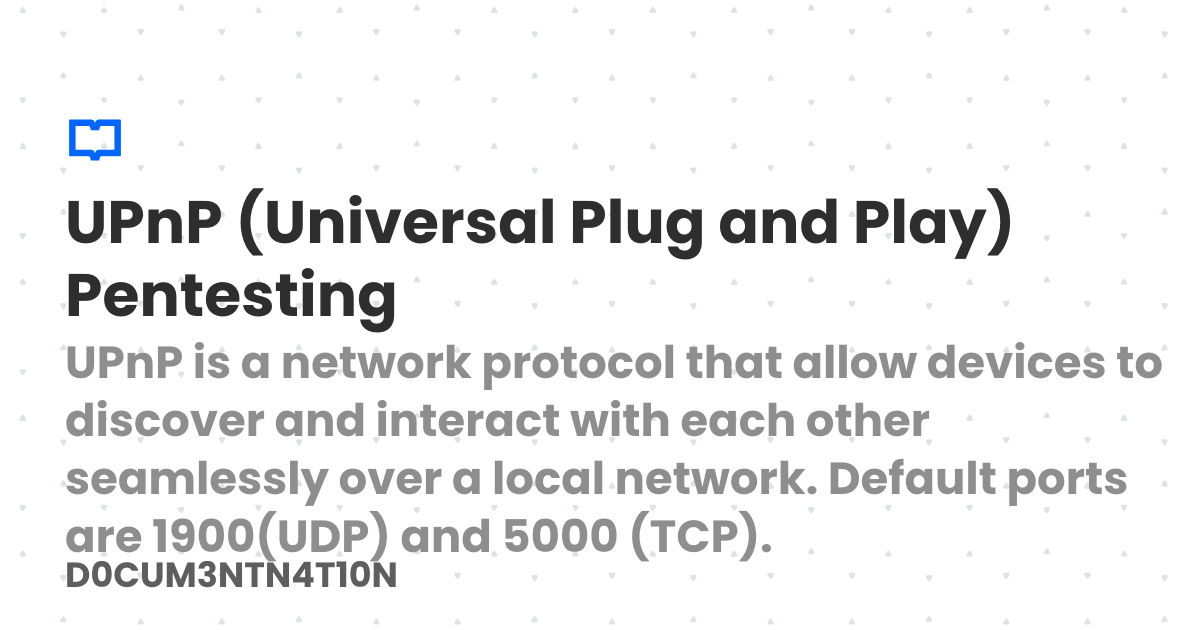 UPnP (Universal Plug and Play)
Pentesting
UPnP is a network protocol that allow devices to
discover and interact with each other
seamlessly over a local network. Default ports
are 1900(UDP) and 5000 (TCP).
D0CUM3NTN4T10N